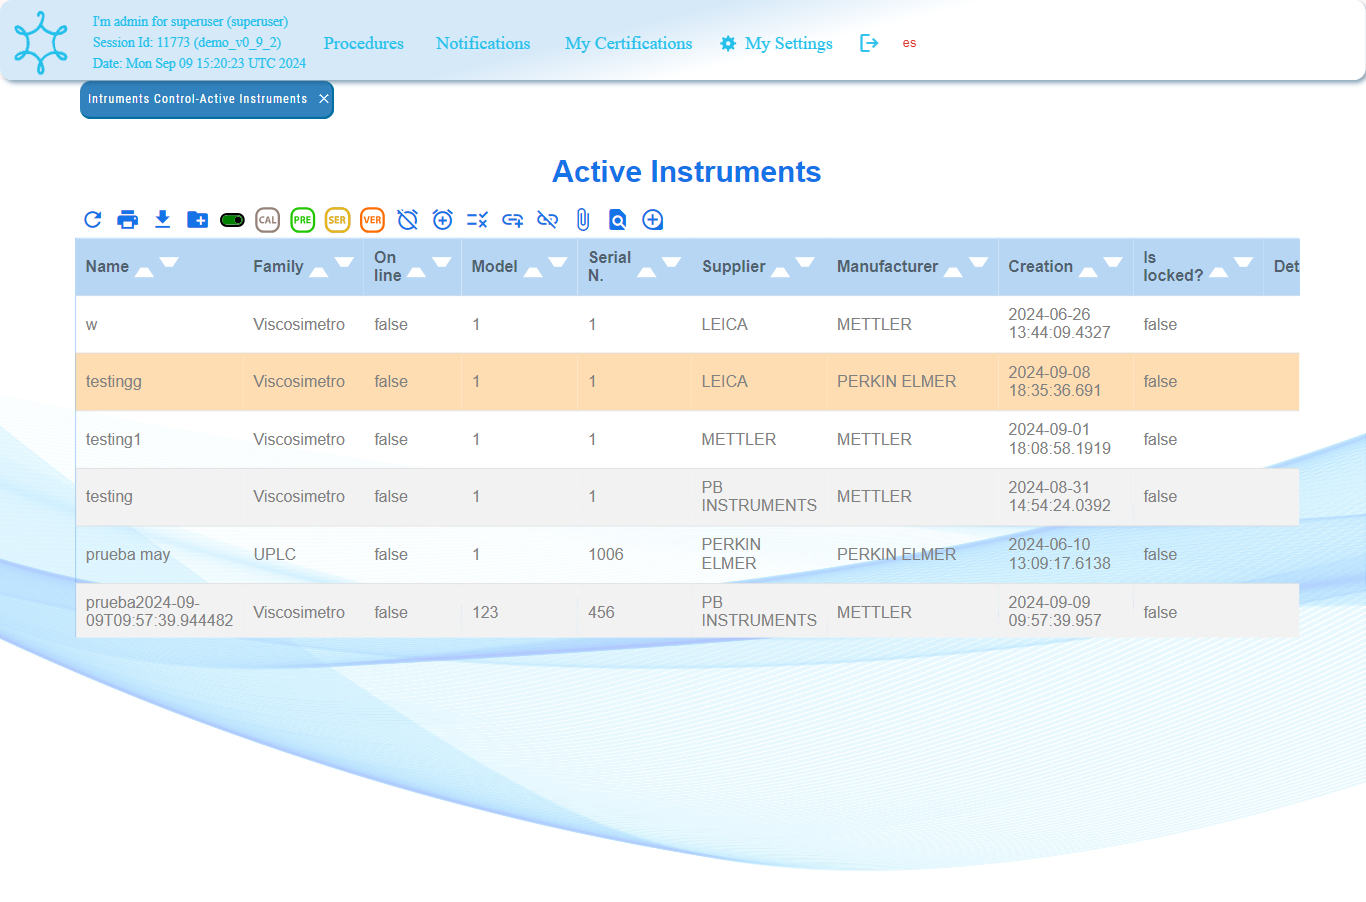 I'm admin for superuser (superuser)
Session Id: 11773 (demo_v0_9_2)
Date: Mon Sep 09 15:20:23 UTC 2024
Procedures Notifications My Certifications My Settings es
Intruments Control-Active Instruments
Active Instruments
CAL PRE SER VER
Name Family On line Model Serial N. Supplier Manufacturer Creation Is locked? Det
w Viscosimetro false 1 1 LEICA METTLER 2024-06-26 13:44:09.4327 false
testingg Viscosimetro false 1 1 LEICA PERKIN ELMER 2024-09-08 18:35:36.691 false
testing1 Viscosimetro false 1 1 METTLER METTLER 2024-09-01 18:08:58.1919 false
testing Viscosimetro false 1 1 PB INSTRUMENTS METTLER 2024-08-31 14:54:24.0392 false
prueba may UPLC false 1 1006 PERKIN ELMER PERKIN ELMER 2024-06-10 13:09:17.6138 false
prueba2024-09-09T09:57:39.944482 Viscosimetro false 123 456 PB INSTRUMENTS METTLER 2024-09-09 09:57:39.957 false